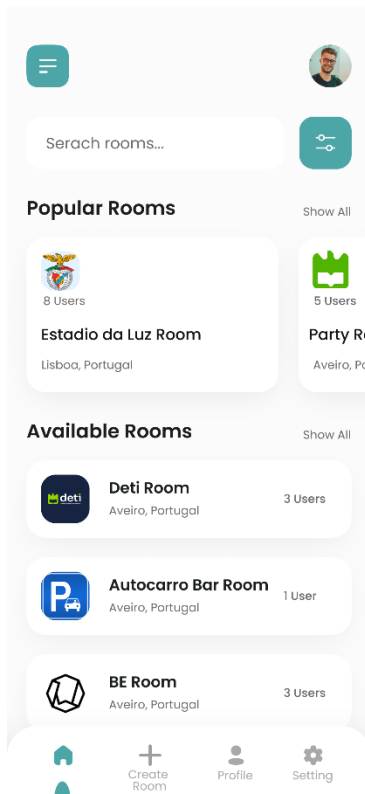 Serach rooms...
Popular Rooms
Show All
8 Users
Estadio da Luz Room
Lisboa, Portugal
5 Users
Party R
Aveiro, Po
Available Rooms
Show All
deti
Deti Room
Aveiro, Portugal
3 Users
P
Autocarro Bar Room
Aveiro, Portugal
1 User
BE Room
Aveiro, Portugal
3 Users
Create
Room
Profile
Setting